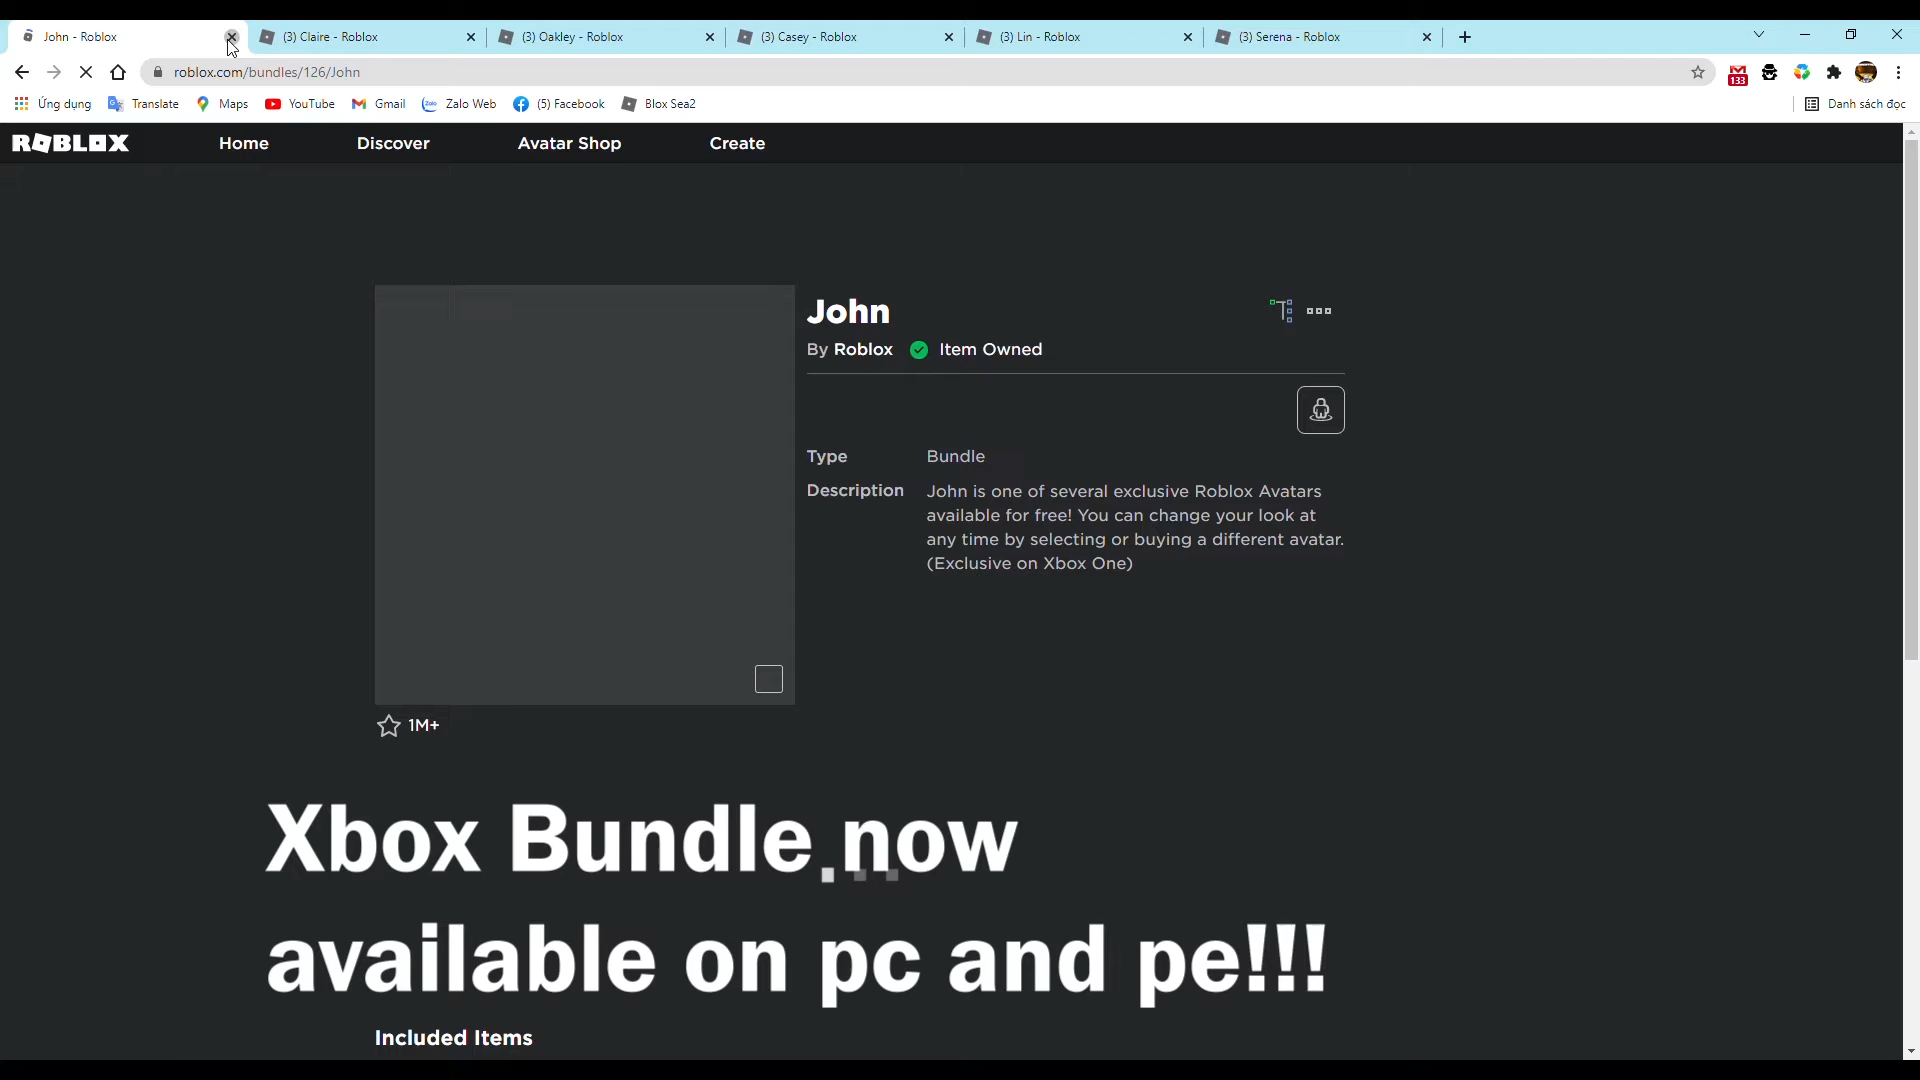 John - Roblox
(3) Claire - Roblox
(3) Oakley - Roblox
(3) Casey - Roblox
(3) Lin - Roblox
(3) Serena - Roblox
roblox.com/bundles/126/John
133
Ứng dụng
Translate
Maps
YouTube
Gmail
Zalo Web
(5) Facebook
Blox Sea2
Danh sách đọc
ROBLOX
Home
Discover
Avatar Shop
Create
John
By Roblox Item Owned
Type Bundle
Description John is one of several exclusive Roblox Avatars
available for free! You can change your look at
any time by selecting or buying a different avatar.
(Exclusive on Xbox One)
1M+
Xbox Bundle now
available on pc and pe!!!
Included Items